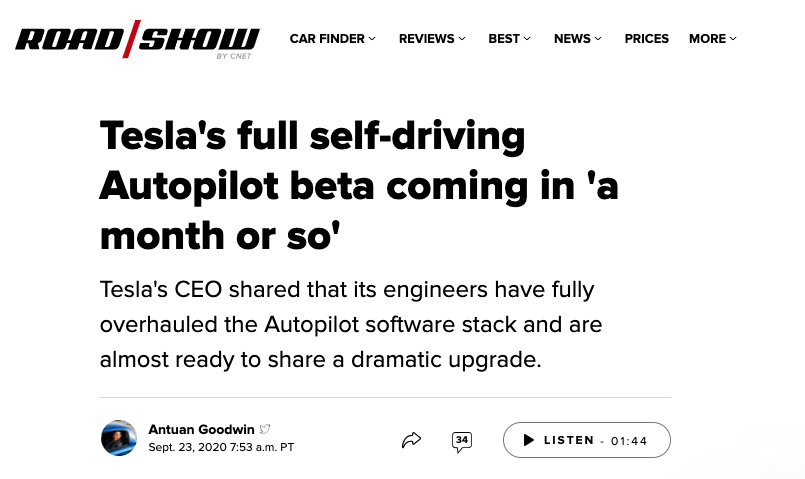 ROAD/SHOW
BY CNET
CAR FINDER REVIEWS BEST NEWS PRICES MORE
Tesla's full self-driving
Autopilot beta coming in 'a
month or so'
Tesla's CEO shared that its engineers have fully
overhauled the Autopilot software stack and are
almost ready to share a dramatic upgrade.
Antuan Goodwin
Sept. 23, 2020 7:53 a.m. PT
34
LISTEN - 01:44